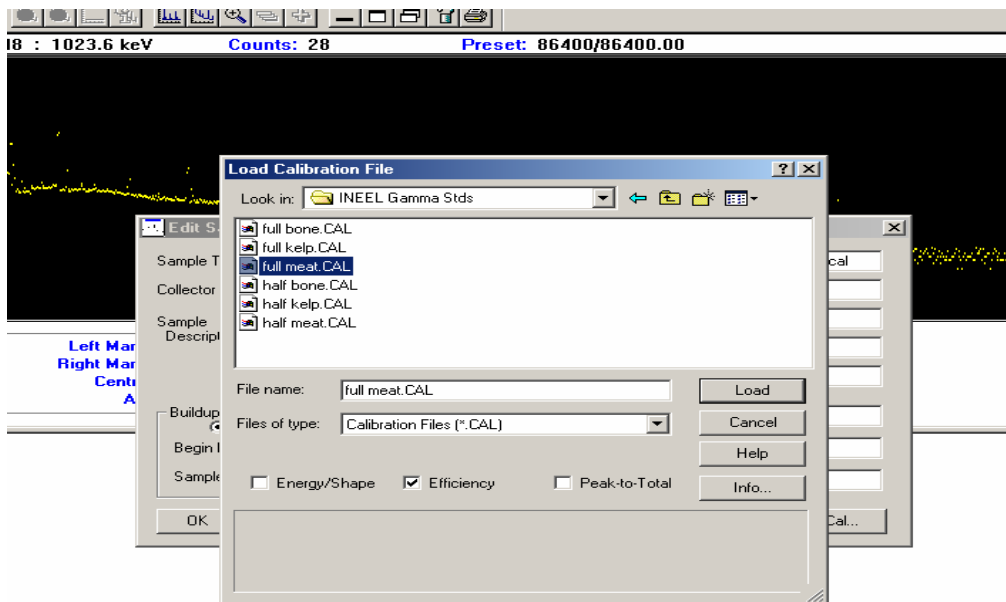 18 : 1023.6 keV Counts: 28 Preset: 86400/86400.00
Load Calibration File
Look in: INEEL Gamma Stds
Edit S
full bone.CAL
full kelp.CAL
Sample T
full meat.CAL
cal
half bone.CAL
Collector
half kelp.CAL
half meat.CAL
Sample
Descript
Left Mar
Right Mar
Centr
A
File name: full meat.CAL Load
Buildup
Files of type: Calibration Files (*.CAL) Cancel
Begin
Help
Sample
Energy/Shape Efficiency Peak-to-Total Info...
OK
Cal...